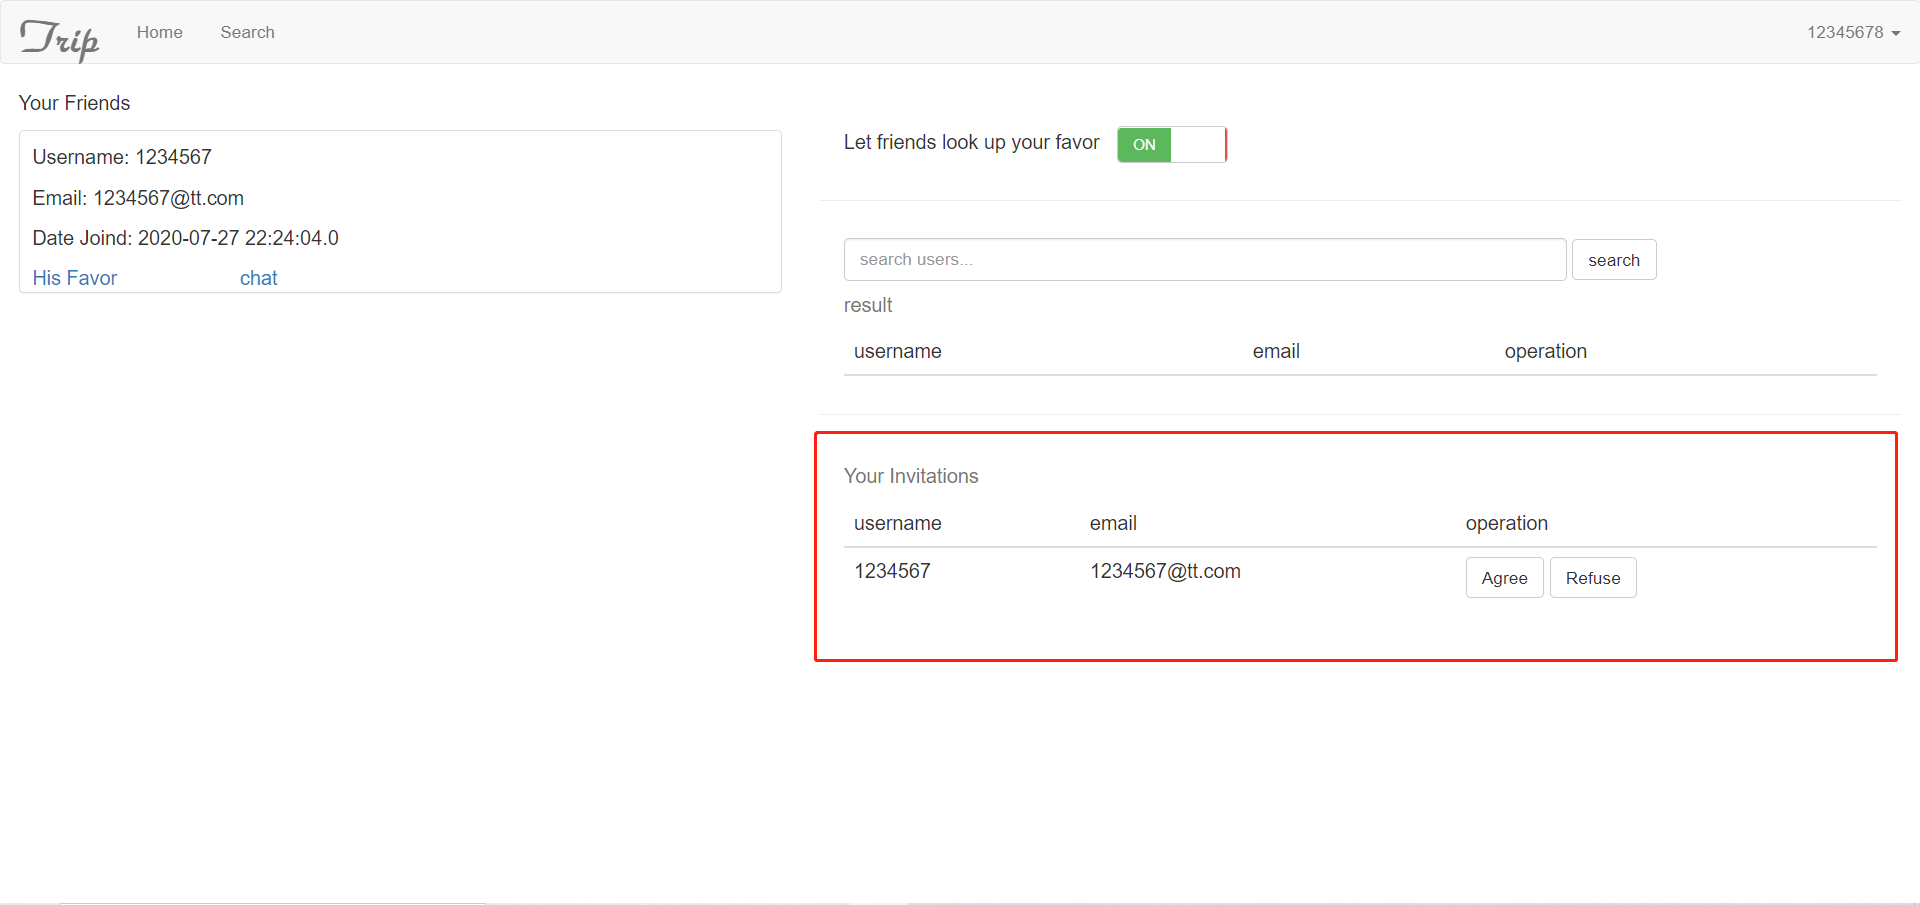 Trip Home Search 12345678
Your Friends
Username: 1234567
Email: 1234567@tt.com
Date Joind: 2020-07-27 22:24:04.0
His Favor chat
Let friends look up your favor ON
search users... search
result
username email operation
Your Invitations
username email operation
1234567 1234567@tt.com Agree Refuse